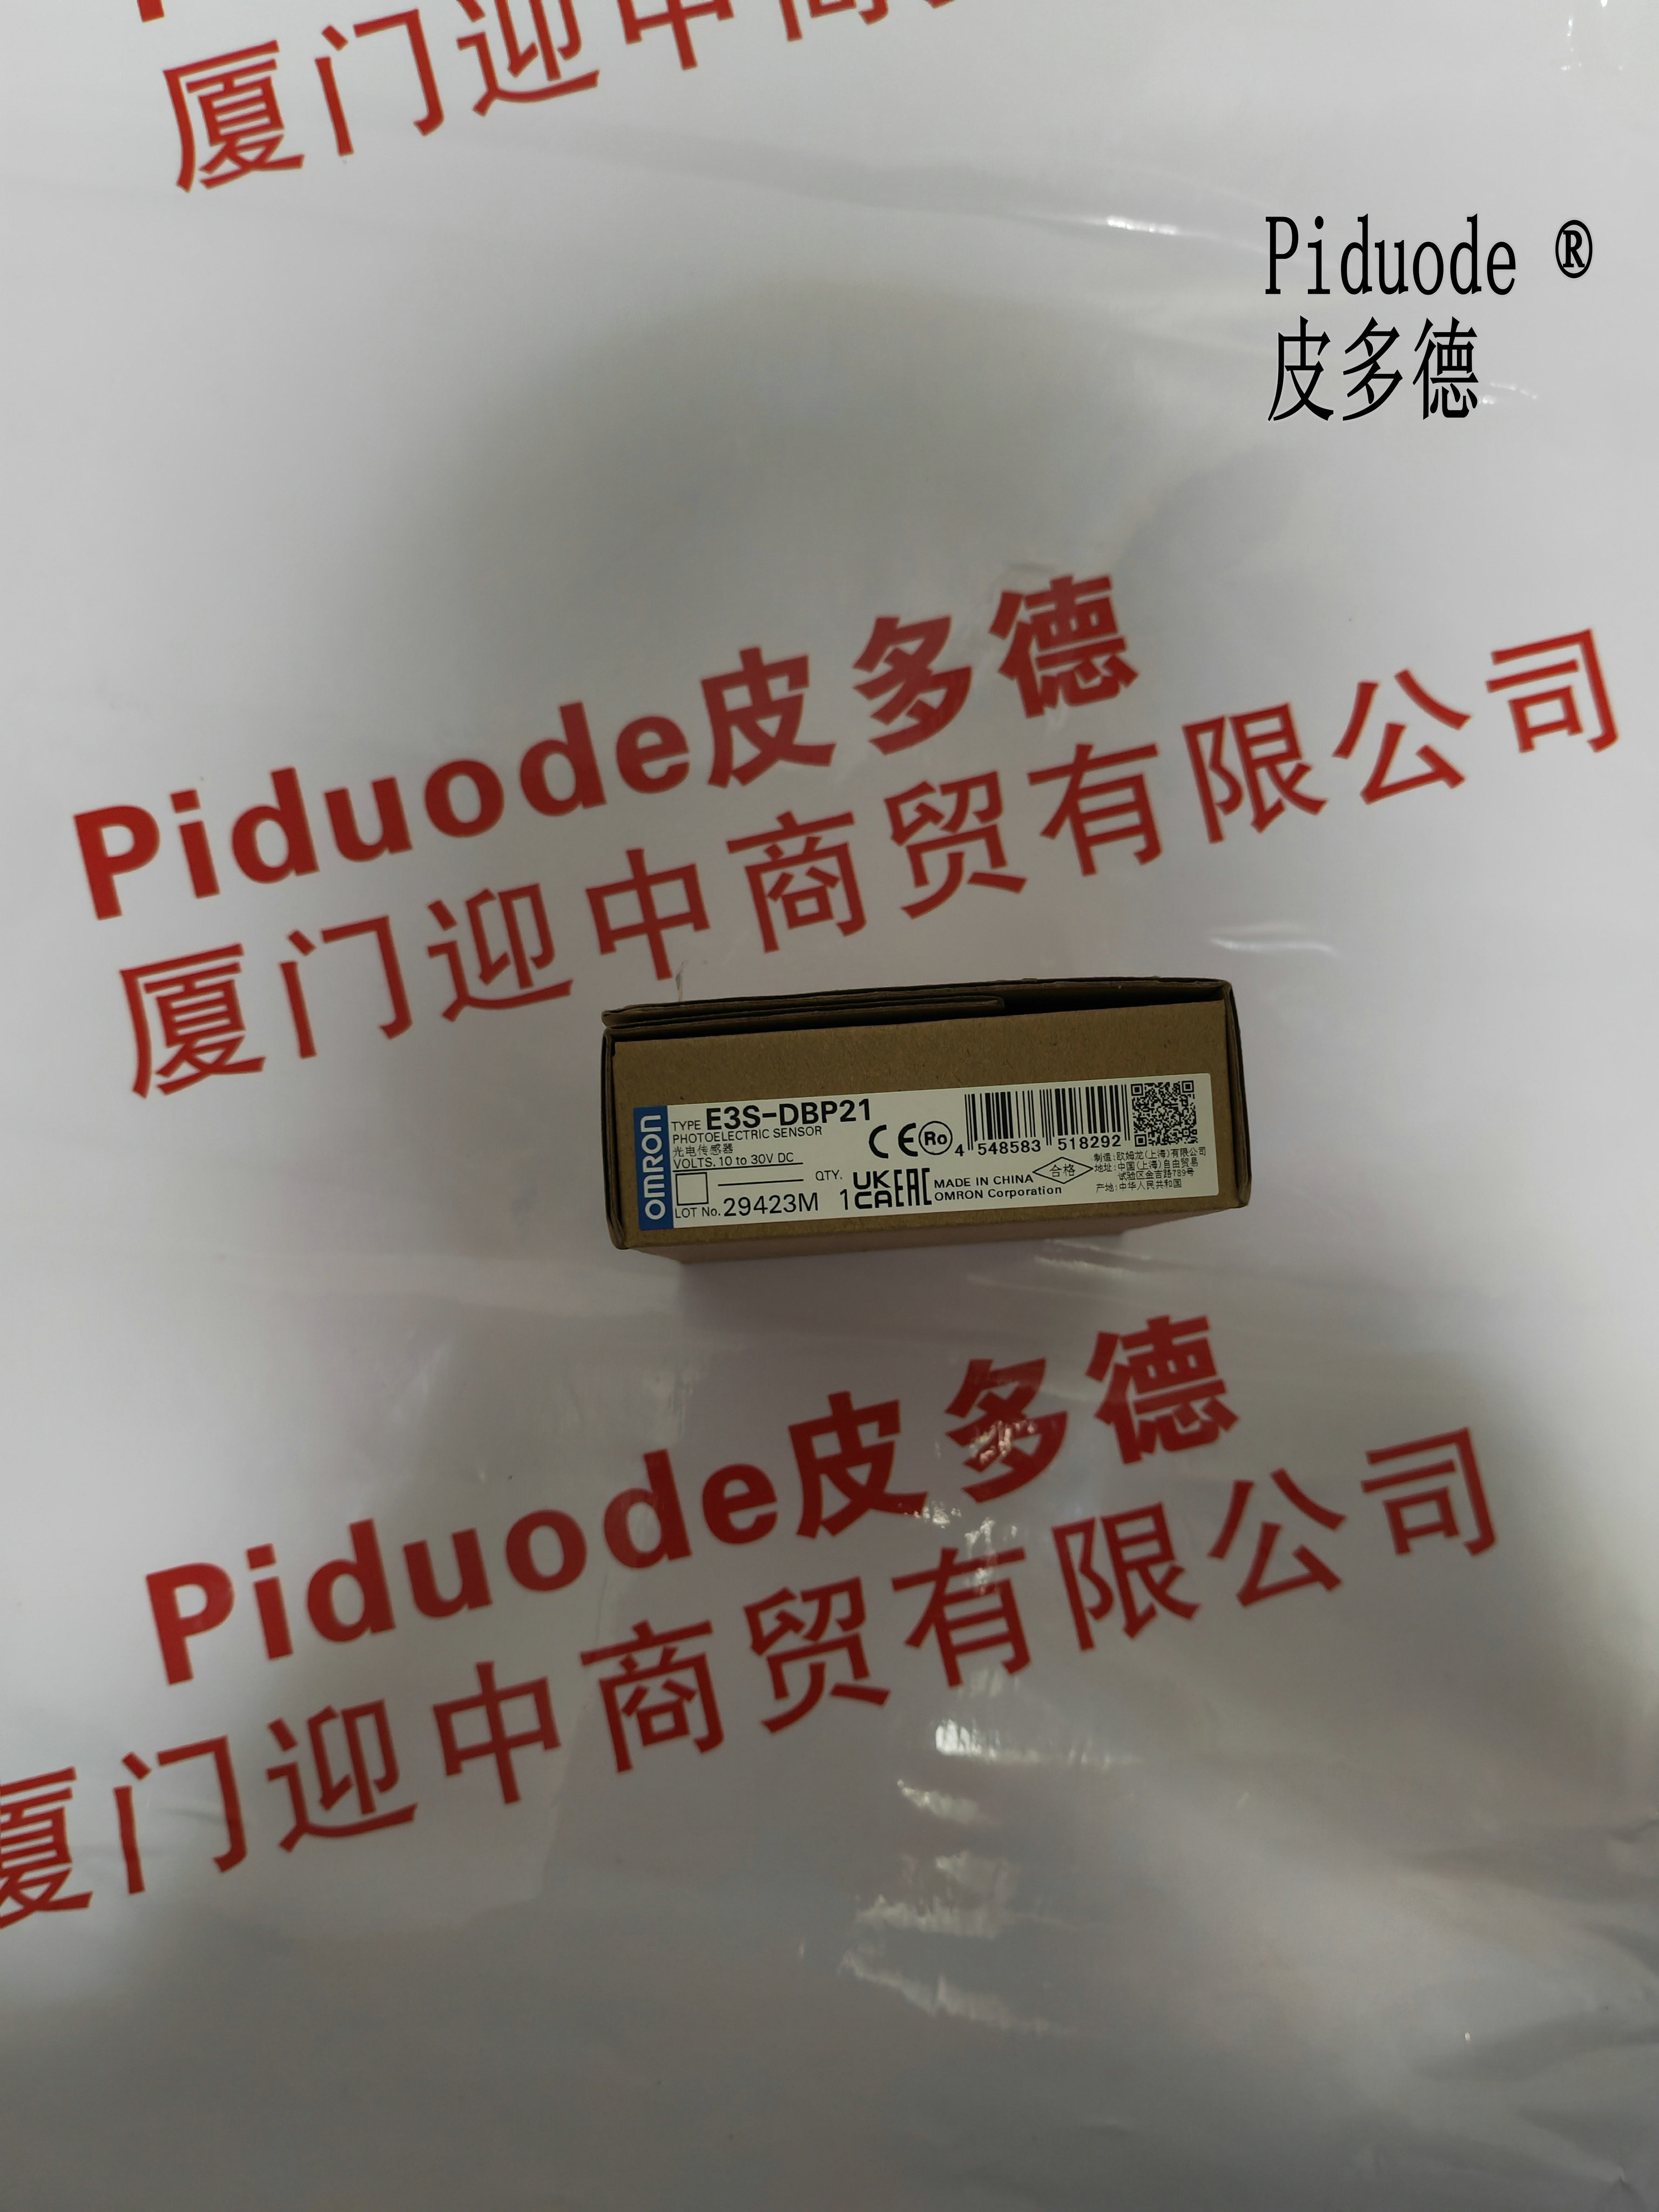 厦门迎中商
Piduode ®
皮多德
Piduode皮多德
厦门迎中商贸有限公司
OMRON
TYPE E3S-DBP21
PHOTOELECTRIC SENSOR
光电传感器
VOLTS. 10 to 30V DC
QTY.
LOT No. 29423M 1
CE Ro
4 548583 518292
UKCA EAC
MADE IN CHINA
OMRON Corporation
合格
制造:欧姆龙(上海)有限公司
地址:中国(上海)自由贸易
试验区金吉路789号
产地:中华人民共和国
Piduode皮多德
厦门迎中商贸有限公司